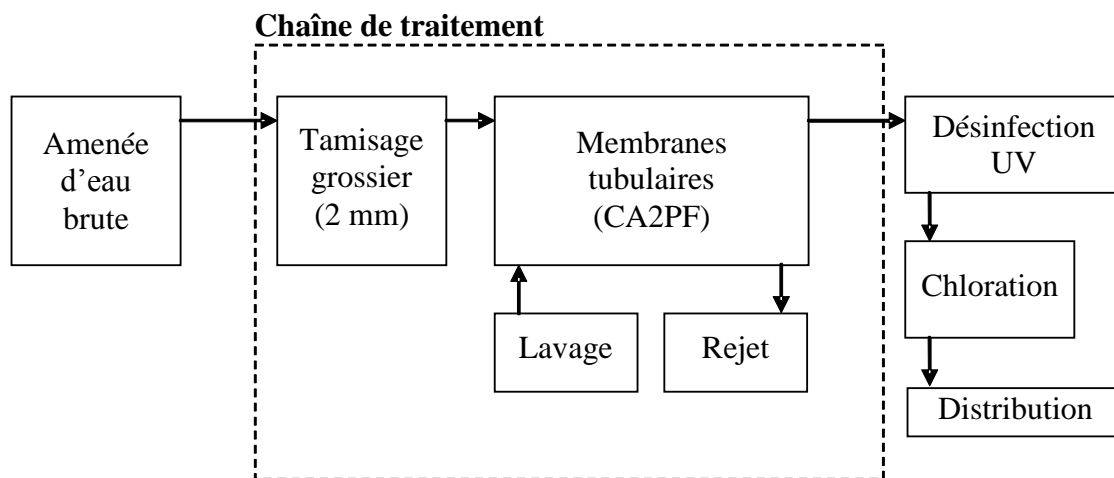 Chaîne de traitement
Amenée
d'eau
brute
Tamisage
grossier
(2 mm)
Membranes
tubulaires
(CA2PF)
Désinfection
UV
Lavage
Rejet
Chloration
Distribution